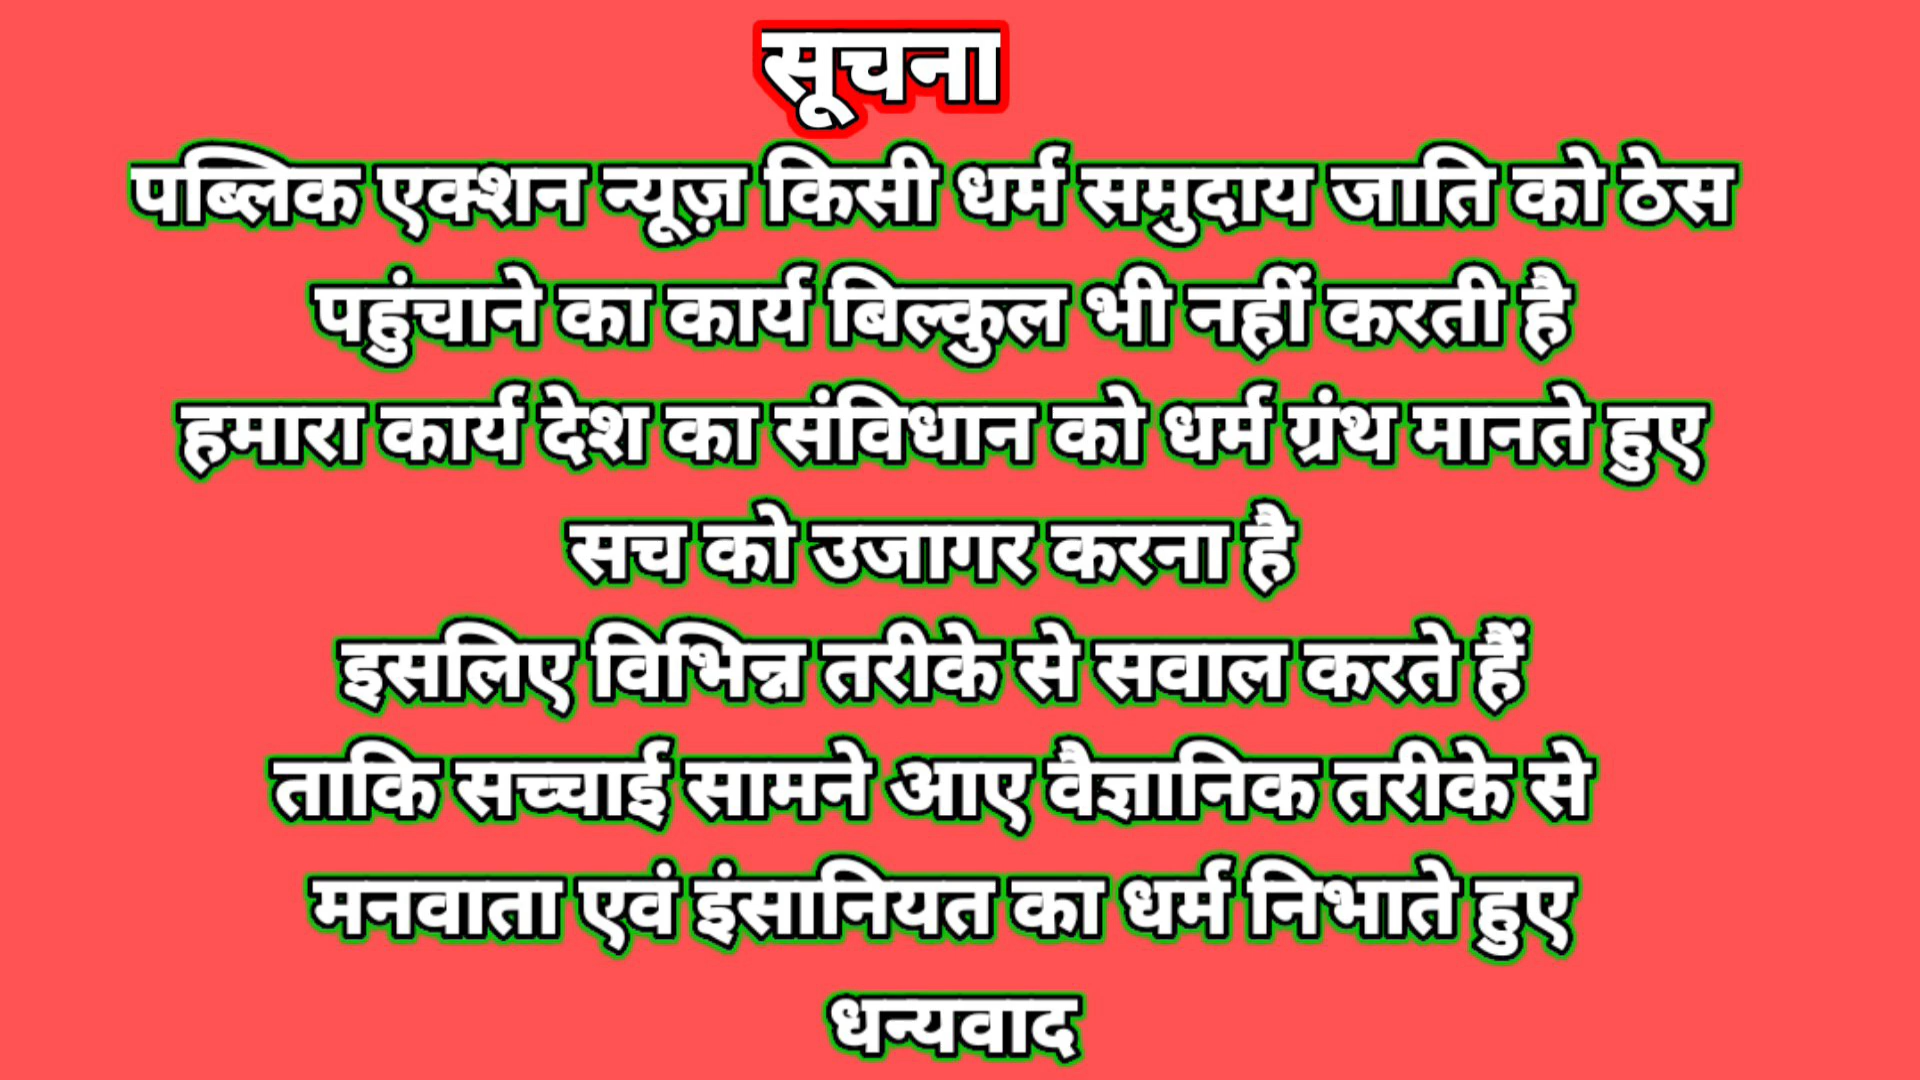 सूचना
पब्लिक एक्शन न्यूज़ किसी धर्म समुदाय जाति को ठेस
पहुंचाने का कार्य बिल्कुल भी नहीं करती है
हमारा कार्य देश का संविधान को धर्म ग्रंथ मानते हुए
सच को उजागर करना है
इसलिए विभिन्न तरीके से सवाल करते हैं
ताकि सच्चाई सामने आए वैज्ञानिक तरीके से
मनवाता एवं इंसानियत का धर्म निभाते हुए
धन्यवाद